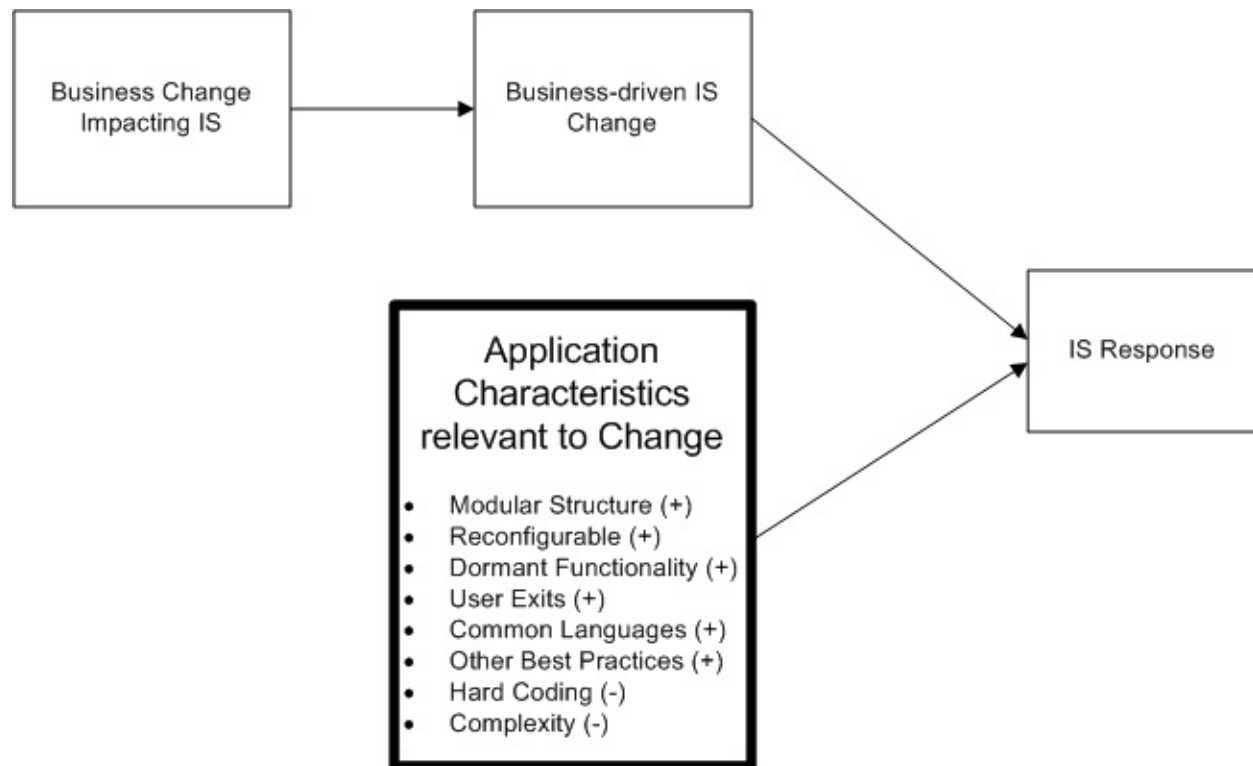 Business Change
Impacting IS
Business-driven IS
Change
Application
Characteristics
relevant to Change
• Modular Structure (+)
• Reconfigurable (+)
• Dormant Functionality (+)
• User Exits (+)
• Common Languages (+)
• Other Best Practices (+)
• Hard Coding (-)
• Complexity (-)
IS Response